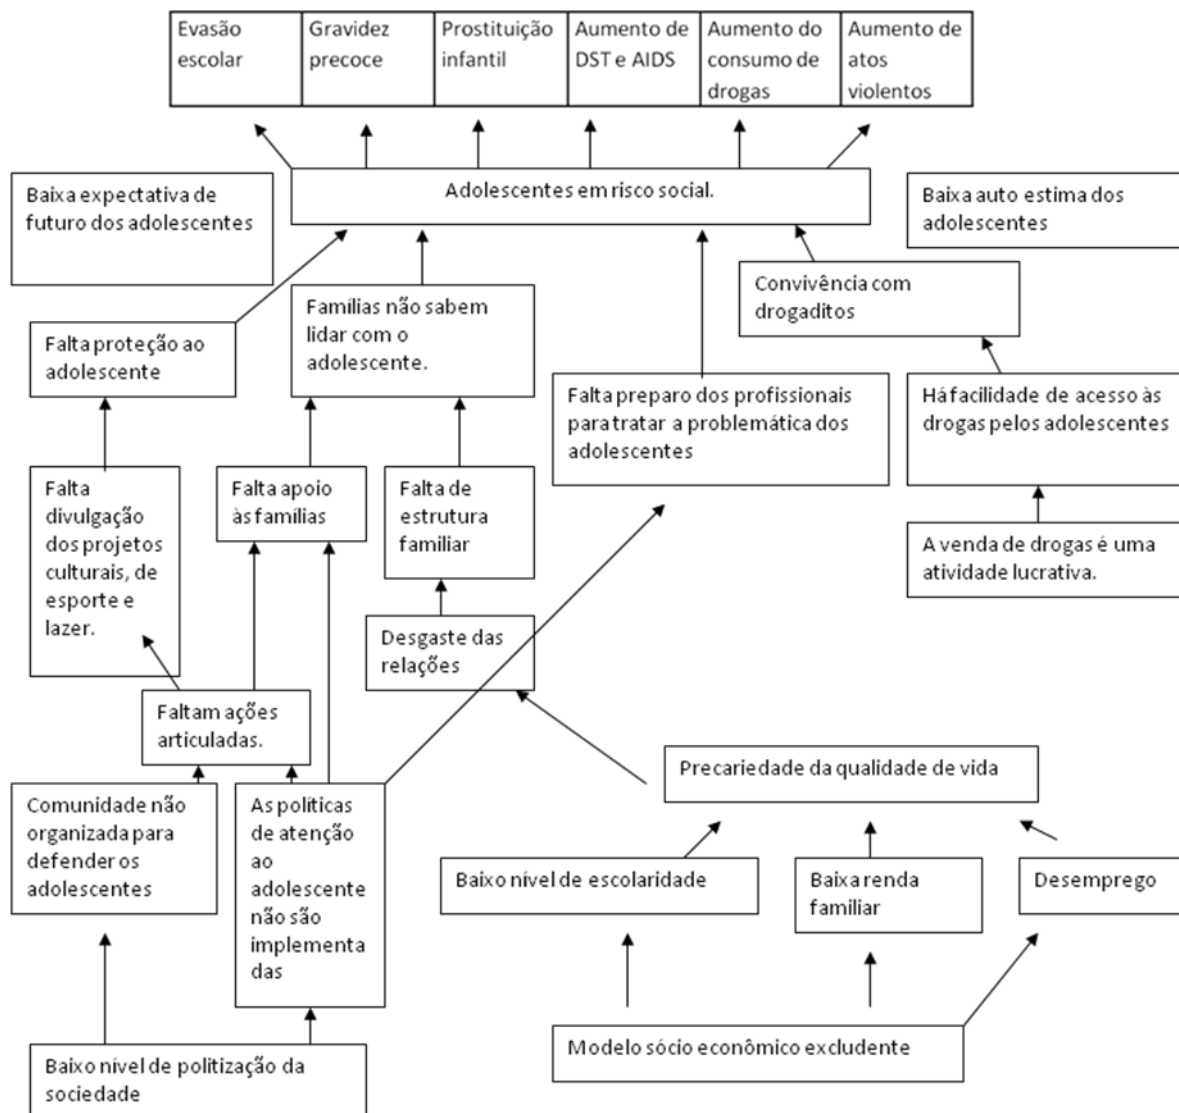 Evasão
escolar
Gravidez
precoce
Prostituição
infantil
Aumento de
DST e AIDS
Aumento do
consumo de
drogas
Aumento de
atos
violentos
Adolescentes em risco social.
Baixa expectativa de
futuro dos adolescentes
Baixa auto estima dos
adolescentes
Convivência com
drogaditos
Famílias não sabem
lidar com o
adolescente.
Falta proteção ao
adolescente
Falta preparo dos profissionais
para tratar a problemática dos
adolescentes
Há facilidade de acesso às
drogas pelos adolescentes
Falta
divulgação
dos projetos
culturais, de
esporte e
lazer.
Falta apoio
às famílias
Falta de
estrutura
familiar
A venda de drogas é uma
atividade lucrativa.
Desgaste das
relações
Faltam ações
articuladas.
Precariedade da qualidade de vida
Comunidade não
organizada para
defender os
adolescentes
As políticas
de atenção
ao
adolescente
não são
implementa
das
Baixo nível de escolaridade
Baixa renda
familiar
Desemprego
Modelo sócio econômico excludente
Baixo nível de politização da
sociedade